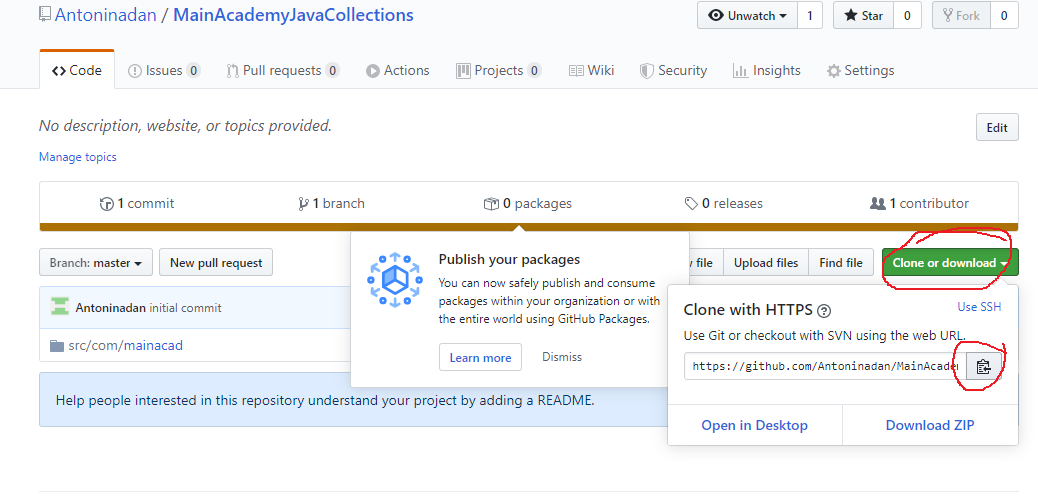 Antoninadan / MainAcademyJavaCollections
Unwatch 1 Star 0 Fork 0
Code Issues 0 Pull requests 0 Actions Projects 0 Wiki Security Insights Settings
No description, website, or topics provided.
Edit
Manage topics
1 commit 1 branch 0 packages 0 releases 1 contributor
Branch: master New pull request
file Upload files Find file Clone or download
Publish your packages
You can now safely publish and consume
packages within your organization or with
the entire world using GitHub Packages.
Learn more Dismiss
Antoninadan initial commit
src/com/mainacad
Help people interested in this repository understand your project by adding a README.
Clone with HTTPS ? Use SSH
Use Git or checkout with SVN using the web URL.
https://github.com/Antoninadan/MainAcade
Open in Desktop Download ZIP